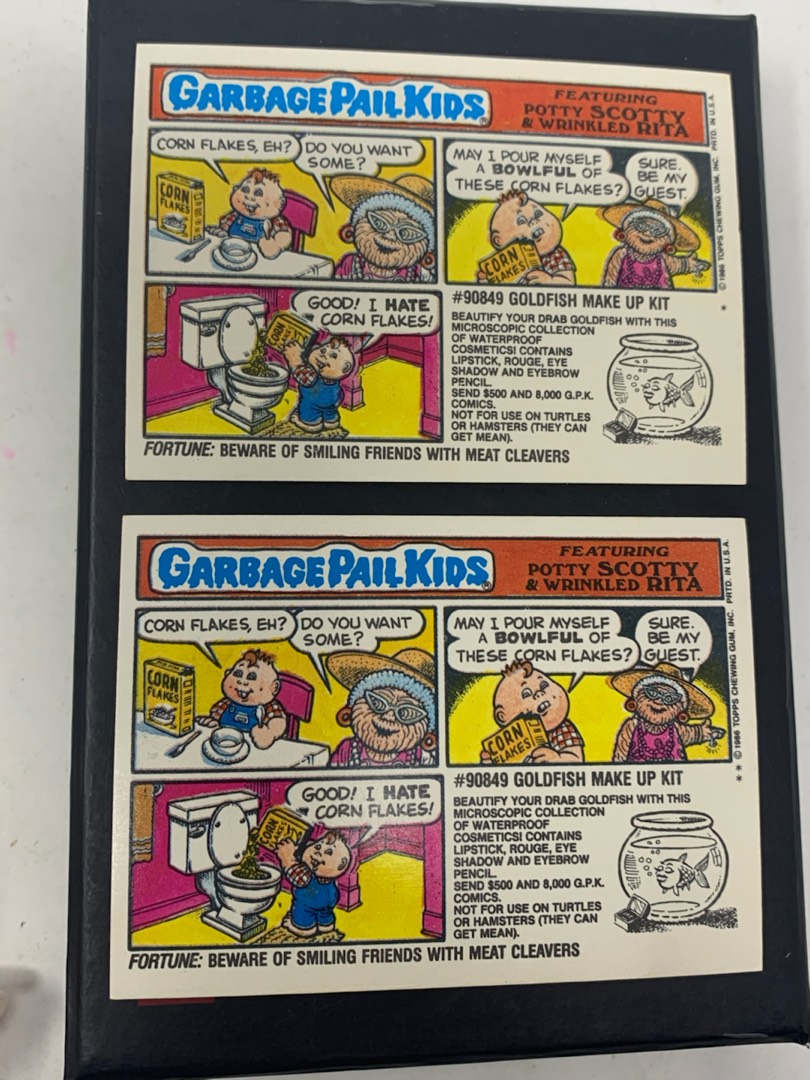 GARBAGE PAIL KIDS®
FEATURING
POTTY SCOTTY
& WRINKLED RITA
CORN FLAKES, EH?
DO YOU WANT
SOME?
CORN
FLAKES
MAY I POUR MYSELF
A BOWLFUL OF
THESE CORN FLAKES?
SURE.
BE MY
GUEST.
CORN
FLAKES
GOOD! I HATE
CORN FLAKES!
CORN
#90849 GOLDFISH MAKE UP KIT
BEAUTIFY YOUR DRAB GOLDFISH WITH THIS
MICROSCOPIC COLLECTION
OF WATERPROOF
COSMETICS! CONTAINS
LIPSTICK, ROUGE, EYE
SHADOW AND EYEBROW
PENCIL.
SEND $500 AND 8,000 G.P.K.
COMICS.
NOT FOR USE ON TURTLES
OR HAMSTERS (THEY CAN
GET MEAN).
FORTUNE: BEWARE OF SMILING FRIENDS WITH MEAT CLEAVERS
* © 1986 TOPPS CHEWING GUM, INC. PRTD. IN U.S.A.
GARBAGE PAIL KIDS®
FEATURING
POTTY SCOTTY
& WRINKLED RITA
CORN FLAKES, EH?
DO YOU WANT
SOME?
CORN
FLAKES
MAY I POUR MYSELF
A BOWLFUL OF
THESE CORN FLAKES?
SURE.
BE MY
GUEST.
CORN
FLAKES
GOOD! I HATE
CORN FLAKES!
CORN
#90849 GOLDFISH MAKE UP KIT
BEAUTIFY YOUR DRAB GOLDFISH WITH THIS
MICROSCOPIC COLLECTION
OF WATERPROOF
COSMETICS! CONTAINS
LIPSTICK, ROUGE, EYE
SHADOW AND EYEBROW
PENCIL.
SEND $500 AND 8,000 G.P.K.
COMICS.
NOT FOR USE ON TURTLES
OR HAMSTERS (THEY CAN
GET MEAN).
FORTUNE: BEWARE OF SMILING FRIENDS WITH MEAT CLEAVERS
* * © 1986 TOPPS CHEWING GUM, INC. PRTD. IN U.S.A.